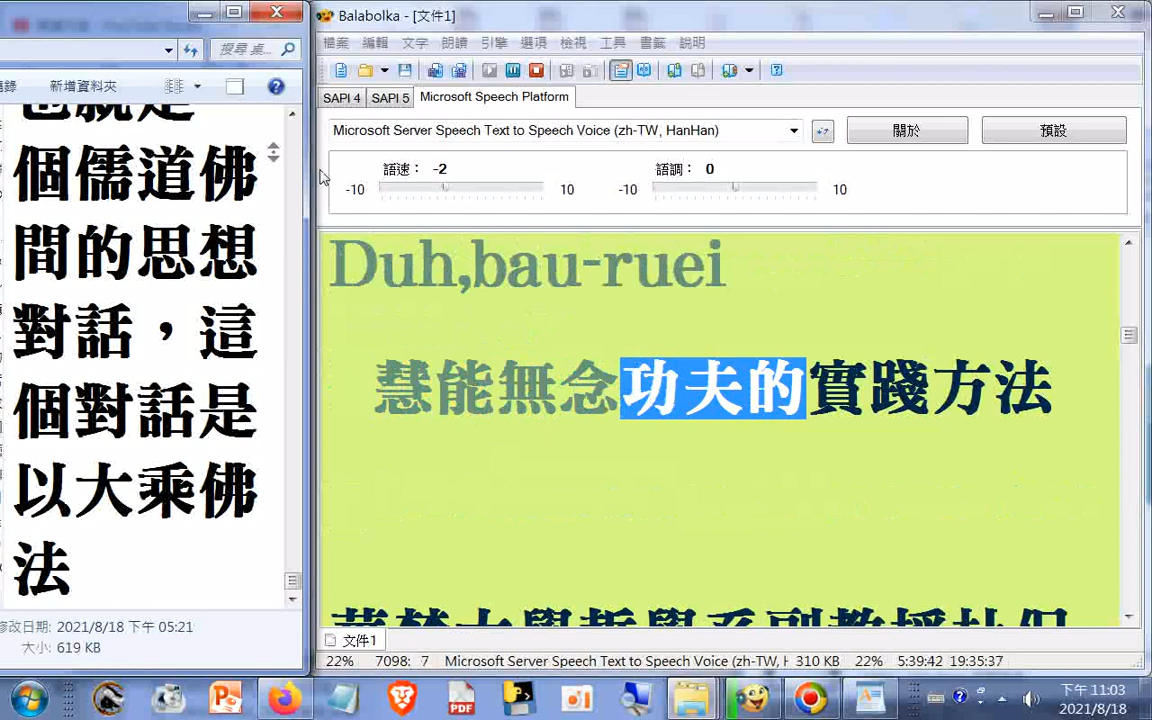 搜尋 桌...
新增資料夾
個儒道佛
間的思想
對話，這
個對話是
以大乘佛
法
修改日期: 2021/8/18 下午 05:21
大小: 619 KB
Balabolka - [文件1]
檔案 編輯 文字 朗讀 引擎 選項 檢視 工具 書籤 說明
SAPI 4 SAPI 5 Microsoft Speech Platform
Microsoft Server Speech Text to Speech Voice (zh-TW, HanHan) 關於 預設
語速： -2 語調： 0
-10 10 -10 10
Duh,bau-ruei
慧能無念功夫的實踐方法
文件1
22% 7098: 7 Microsoft Server Speech Text to Speech Voice (zh-TW, H 310 KB 22% 5:39:42 19:35:37
下午 11:03
2021/8/18